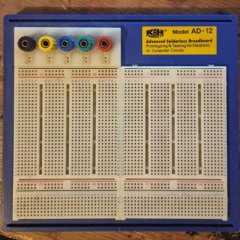 K&H Model AD-12
Advanced Solderless Breadboard
Prototyping & Testing for Electronic
or Computer Circuits